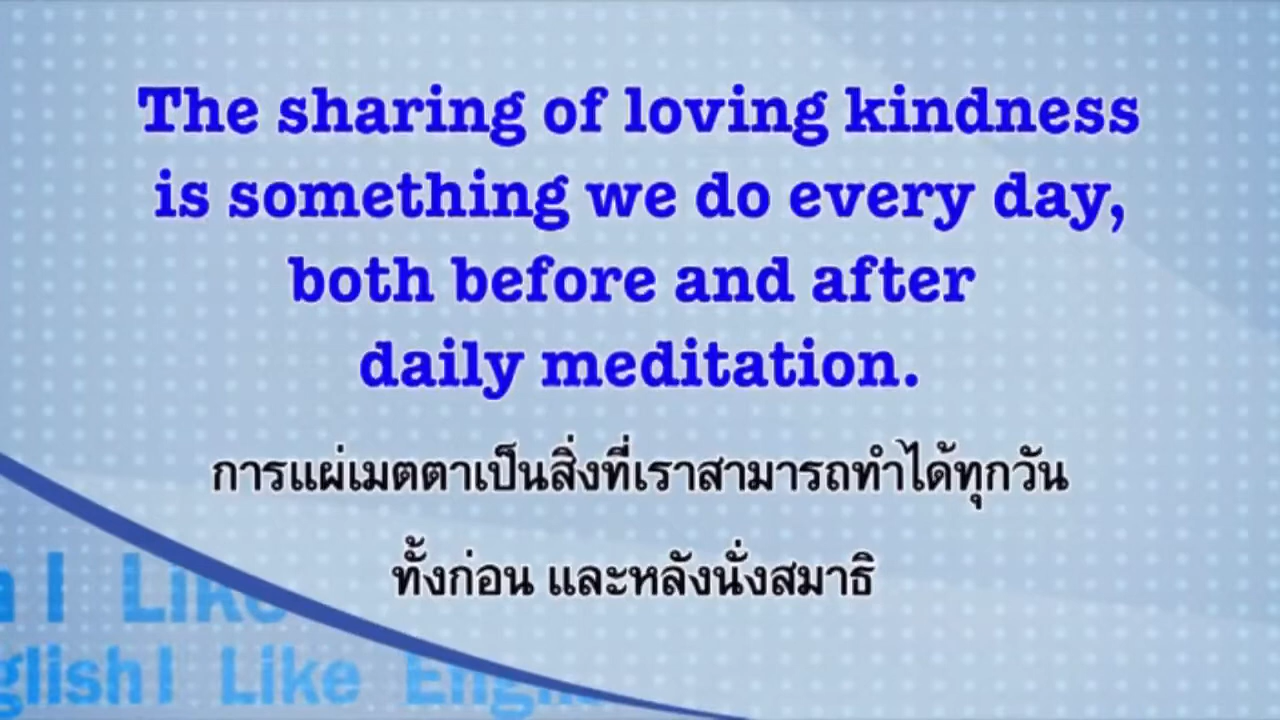 The sharing of loving kindness
is something we do every day,
both before and after
daily meditation.
การแผ่เมตตาเป็นสิ่งที่เราสามารถทำได้ทุกวัน
ทั้งก่อน และหลังนั่งสมาธิ
I Like
glish I Like Engl